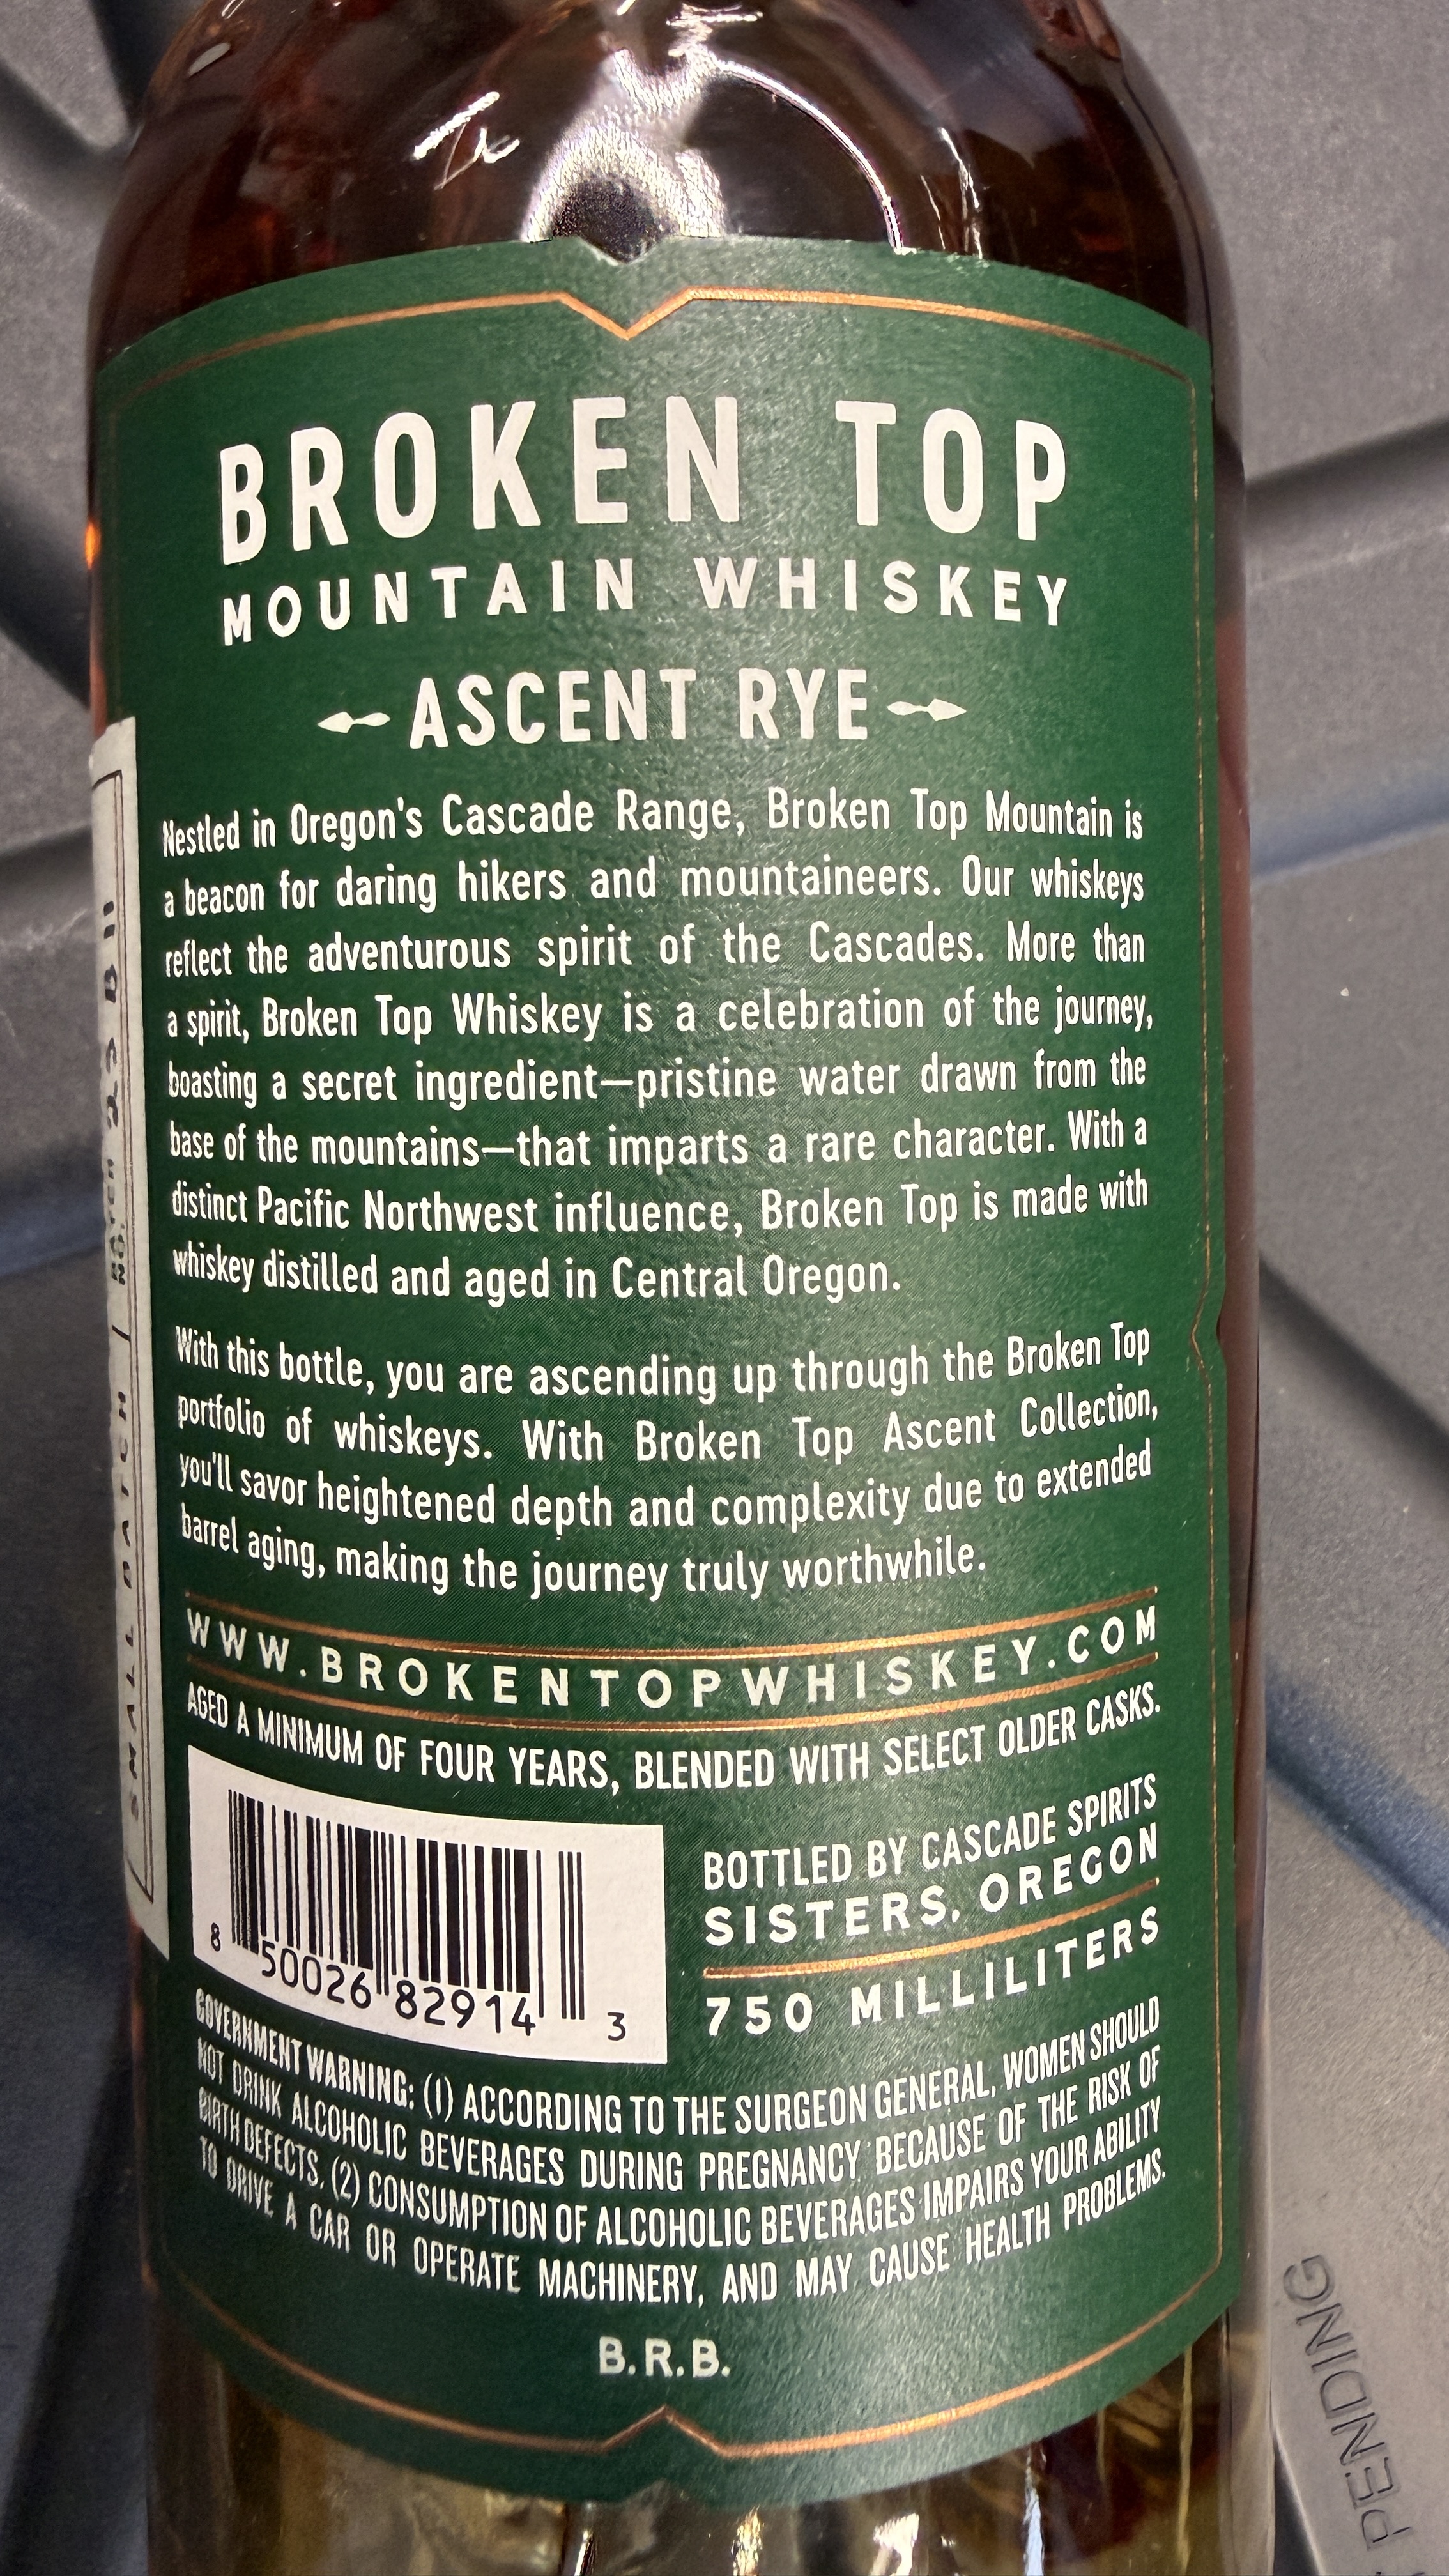 BROKEN TOP
MOUNTAIN WHISKEY
ASCENT RYE
Nestled in Oregon's Cascade Range, Broken Top Mountain is
a beacon for daring hikers and mountaineers. Our whiskeys
reflect the adventurous spirit of the Cascades. More than
a spirit, Broken Top Whiskey is a celebration of the journey,
boasting a secret ingredient—pristine water drawn from the
base of the mountains—that imparts a rare character. With a
distinct Pacific Northwest influence, Broken Top is made with
whiskey distilled and aged in Central Oregon.
With this bottle, you are ascending up through the Broken Top
portfolio of whiskeys. With Broken Top Ascent Collection,
you'll savor heightened depth and complexity due to extended
barrel aging, making the journey truly worthwhile.
WWW.BROKENTOPWHISKEY.COM
AGED A MINIMUM OF FOUR YEARS, BLENDED WITH SELECT OLDER CASKS.
8 50026 82914 3
BOTTLED BY CASCADE SPIRITS
SISTERS, OREGON
750 MILLILITERS
GOVERNMENT WARNING: (1) ACCORDING TO THE SURGEON GENERAL, WOMEN SHOULD
NOT DRINK ALCOHOLIC BEVERAGES DURING PREGNANCY BECAUSE OF THE RISK OF
BIRTH DEFECTS. (2) CONSUMPTION OF ALCOHOLIC BEVERAGES IMPAIRS YOUR ABILITY
TO DRIVE A CAR OR OPERATE MACHINERY, AND MAY CAUSE HEALTH PROBLEMS.
B.R.B.
SMALL BATCH /
PENDING